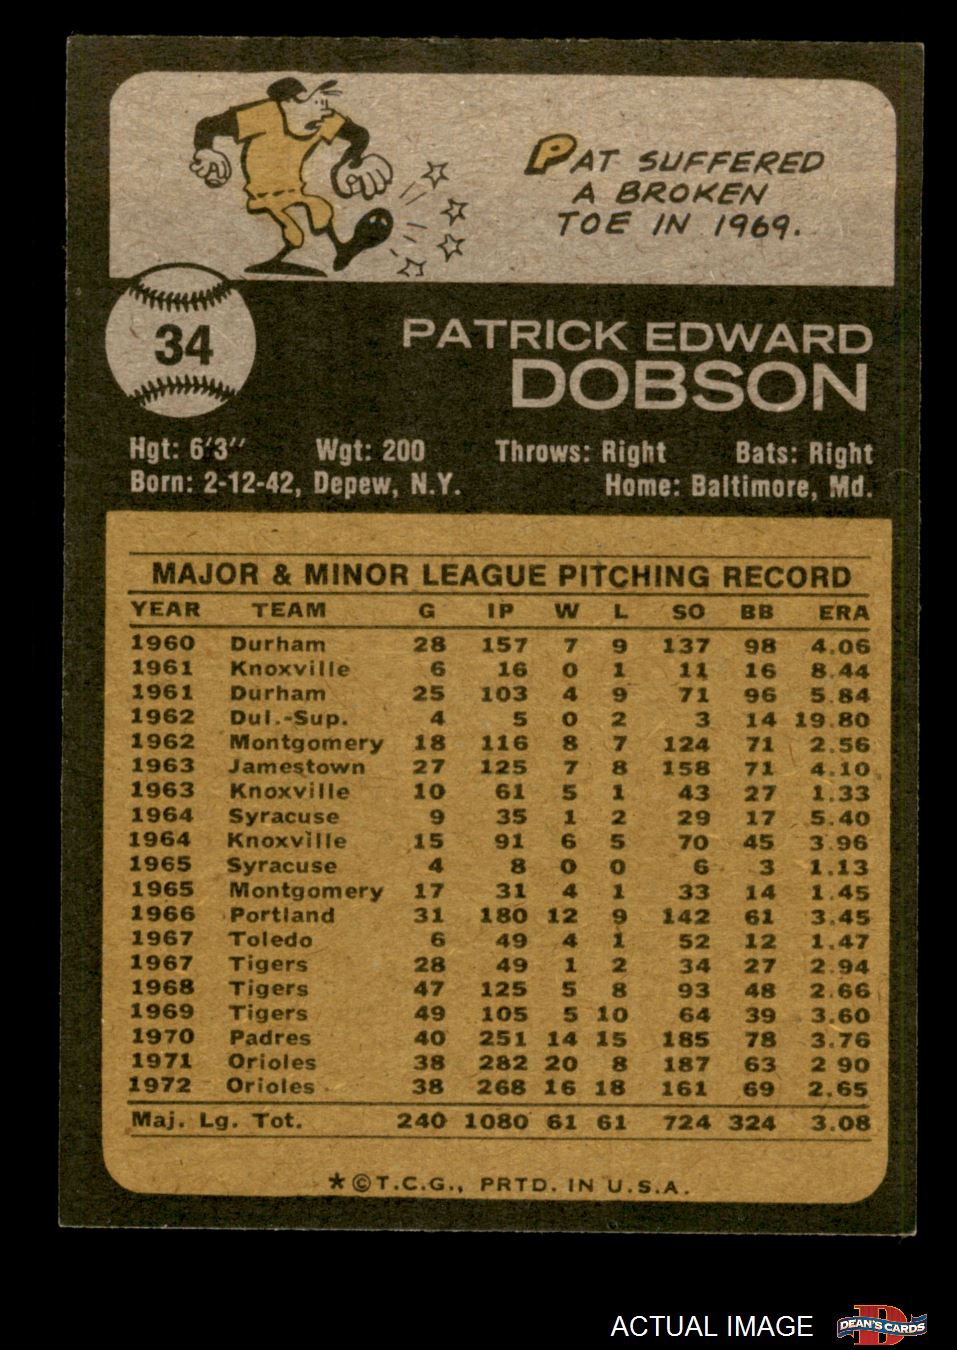 PAT SUFFERED
A BROKEN
TOE IN 1969.
34
PATRICK EDWARD
DOBSON
Hgt: 6'3" Wgt: 200 Throws: Right Bats: Right
Born: 2-12-42, Depew, N.Y. Home: Baltimore, Md.
MAJOR & MINOR LEAGUE PITCHING RECORD
YEAR TEAM G IP W L SO BB ERA
1960 Durham 28 157 7 9 137 98 4.06
1961 Knoxville 6 16 0 1 11 16 8.44
1961 Durham 25 103 4 9 71 96 5.84
1962 Dul.-Sup. 4 5 0 2 3 14 19.80
1962 Montgomery 18 116 8 7 124 71 2.56
1963 Jamestown 27 125 7 8 158 71 4.10
1963 Knoxville 10 61 5 1 43 27 1.33
1964 Syracuse 9 35 1 2 29 17 5.40
1964 Knoxville 15 91 6 5 70 45 3.96
1965 Syracuse 4 8 0 0 6 3 1.13
1965 Montgomery 17 31 4 1 33 14 1.45
1966 Portland 31 180 12 9 142 61 3.45
1967 Toledo 6 49 4 1 52 12 1.47
1967 Tigers 28 49 1 2 34 27 2.94
1968 Tigers 47 125 5 8 93 48 2.66
1969 Tigers 49 105 5 10 64 39 3.60
1970 Padres 40 251 14 15 185 78 3.76
1971 Orioles 38 282 20 8 187 63 2 90
1972 Orioles 38 268 16 18 161 69 2.65
Maj. Lg. Tot. 240 1080 61 61 724 324 3.08
*©T.C.G., PRTD. IN U.S.A.
ACTUAL IMAGE
D
DEAN'S CARDS